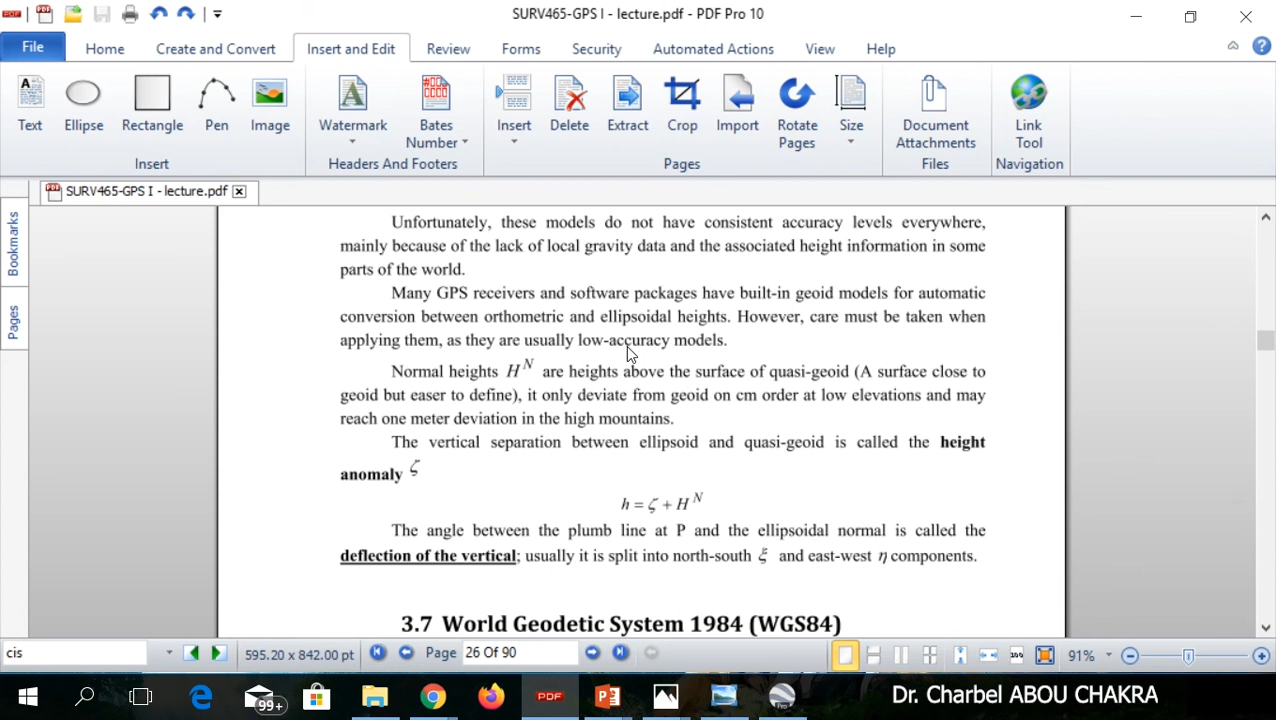 SURV465-GPS I - lecture.pdf - PDF Pro 10
File Home Create and Convert Insert and Edit Review Forms Security Automated Actions View Help
Text Ellipse Rectangle Pen Image Watermark Bates Number Insert Delete Extract Crop Import Rotate Pages Size Document Attachments Link Tool
Insert Headers And Footers Pages Files Navigation
SURV465-GPS I - lecture.pdf
Bookmarks
Pages
Unfortunately, these models do not have consistent accuracy levels everywhere,
mainly because of the lack of local gravity data and the associated height information in some
parts of the world.
Many GPS receivers and software packages have built-in geoid models for automatic
conversion between orthometric and ellipsoidal heights. However, care must be taken when
applying them, as they are usually low-accuracy models.
Normal heights H^N are heights above the surface of quasi-geoid (A surface close to
geoid but easer to define), it only deviate from geoid on cm order at low elevations and may
reach one meter deviation in the high mountains.
The vertical separation between ellipsoid and quasi-geoid is called the height
anomaly ζ
h = ζ + H^N
The angle between the plumb line at P and the ellipsoidal normal is called the
deflection of the vertical; usually it is split into north-south ξ and east-west η components.
3.7 World Geodetic System 1984 (WGS84)
cis 595.20 x 842.00 pt Page 26 Of 90 91%
99+ PDF Dr. Charbel ABOU CHAKRA